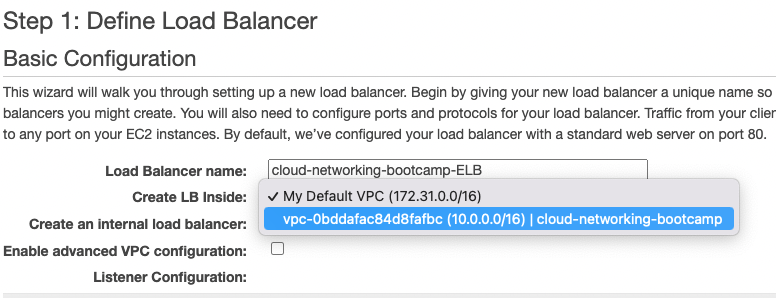 Step 1: Define Load Balancer
Basic Configuration
This wizard will walk you through setting up a new load balancer. Begin by giving your new load balancer a unique name so
balancers you might create. You will also need to configure ports and protocols for your load balancer. Traffic from your clien
to any port on your EC2 instances. By default, we've configured your load balancer with a standard web server on port 80.
Load Balancer name: cloud-networking-bootcamp-ELB
Create LB Inside: ✓ My Default VPC (172.31.0.0/16)
Create an internal load balancer: vpc-0bddafac84d8fafbc (10.0.0.0/16) | cloud-networking-bootcamp
Enable advanced VPC configuration:
Listener Configuration: